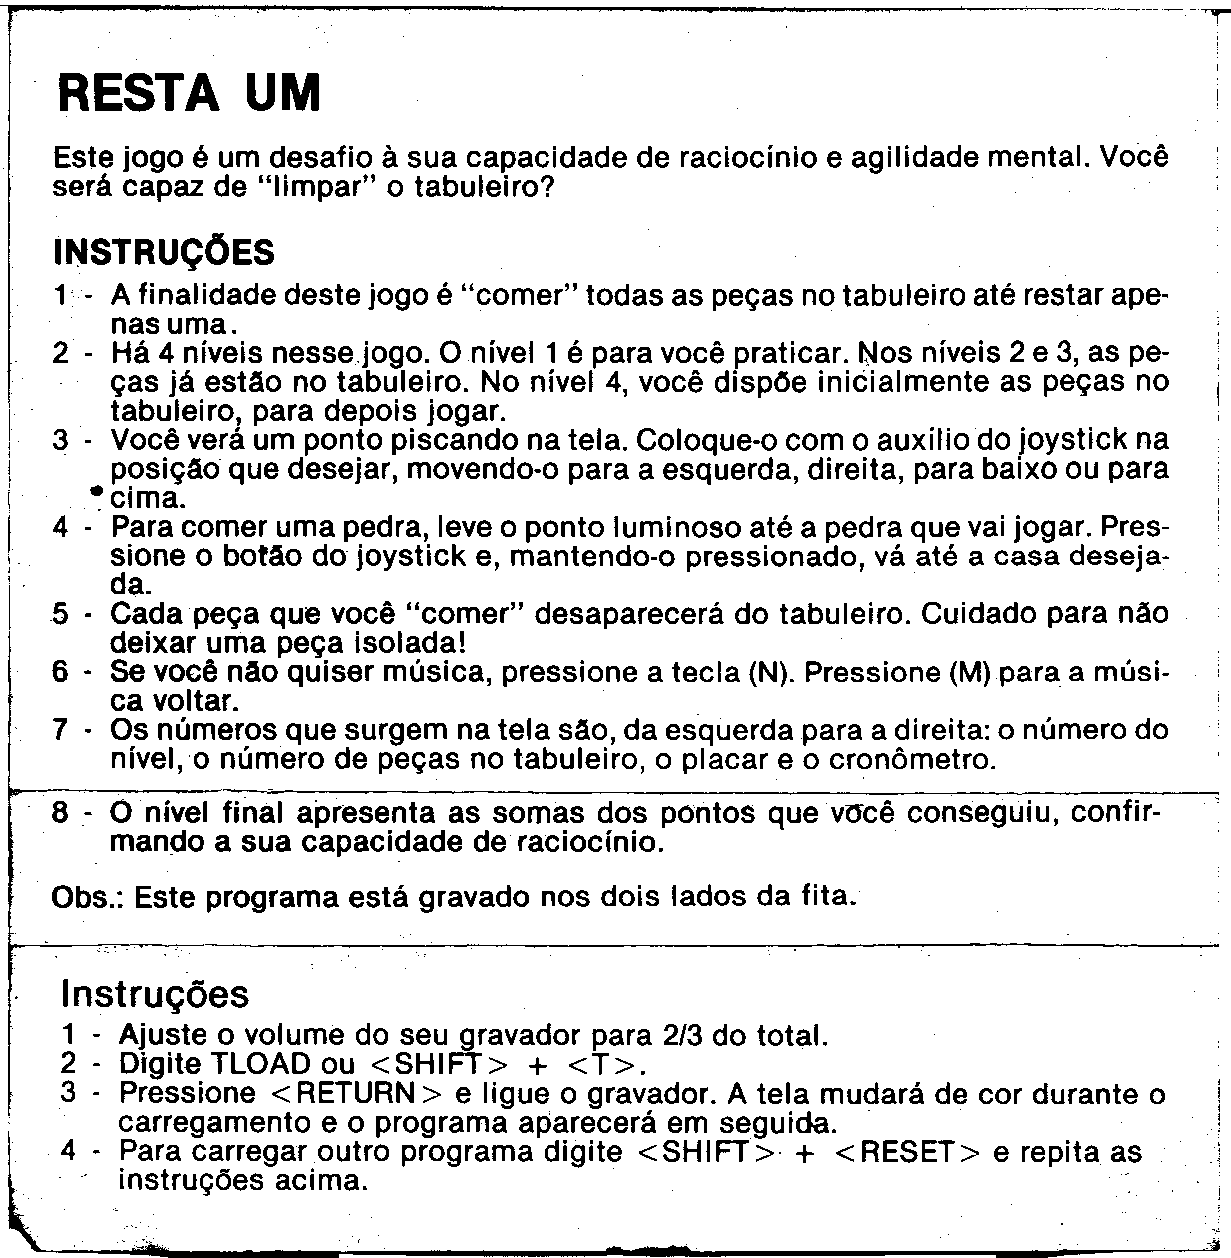 RESTA UM
Este jogo é um desafio à sua capacidade de raciocínio e agilidade mental. Você
será capaz de “limpar” o tabuleiro?
INSTRUÇÕES
1 - A finalidade deste jogo é “comer” todas as peças no tabuleiro até restar ape-
nas uma.
2 - Há 4 níveis nesse jogo. O nível 1 é para você praticar. Nos níveis 2 e 3, as pe-
ças já estão no tabuleiro. No nível 4, você dispõe inicialmente as peças no
tabuleiro, para depois jogar.
3 - Você verá um ponto piscando na tela. Coloque-o com o auxílio do joystick na
posição que desejar, movendo-o para a esquerda, direita, para baixo ou para
cima.
4 - Para comer uma pedra, leve o ponto luminoso até a pedra que vai jogar. Pres-
sione o botão do joystick e, mantendo-o pressionado, vá até a casa deseja-
da.
5 - Cada peça que você “comer” desaparecerá do tabuleiro. Cuidado para não
deixar uma peça isolada!
6 - Se você não quiser música, pressione a tecla (N). Pressione (M) para a músi-
ca voltar.
7 - Os números que surgem na tela são, da esquerda para a direita: o número do
nível, o número de peças no tabuleiro, o placar e o cronômetro.
8 - O nível final apresenta as somas dos pontos que você conseguiu, confir-
mando a sua capacidade de raciocínio.
Obs.: Este programa está gravado nos dois lados da fita.
Instruções
1 - Ajuste o volume do seu gravador para 2/3 do total.
2 - Digite TLOAD ou <SHIFT> + <T>.
3 - Pressione <RETURN> e ligue o gravador. A tela mudará de cor durante o
carregamento e o programa aparecerá em seguida.
4 - Para carregar outro programa digite <SHIFT> + <RESET> e repita as
instruções acima.